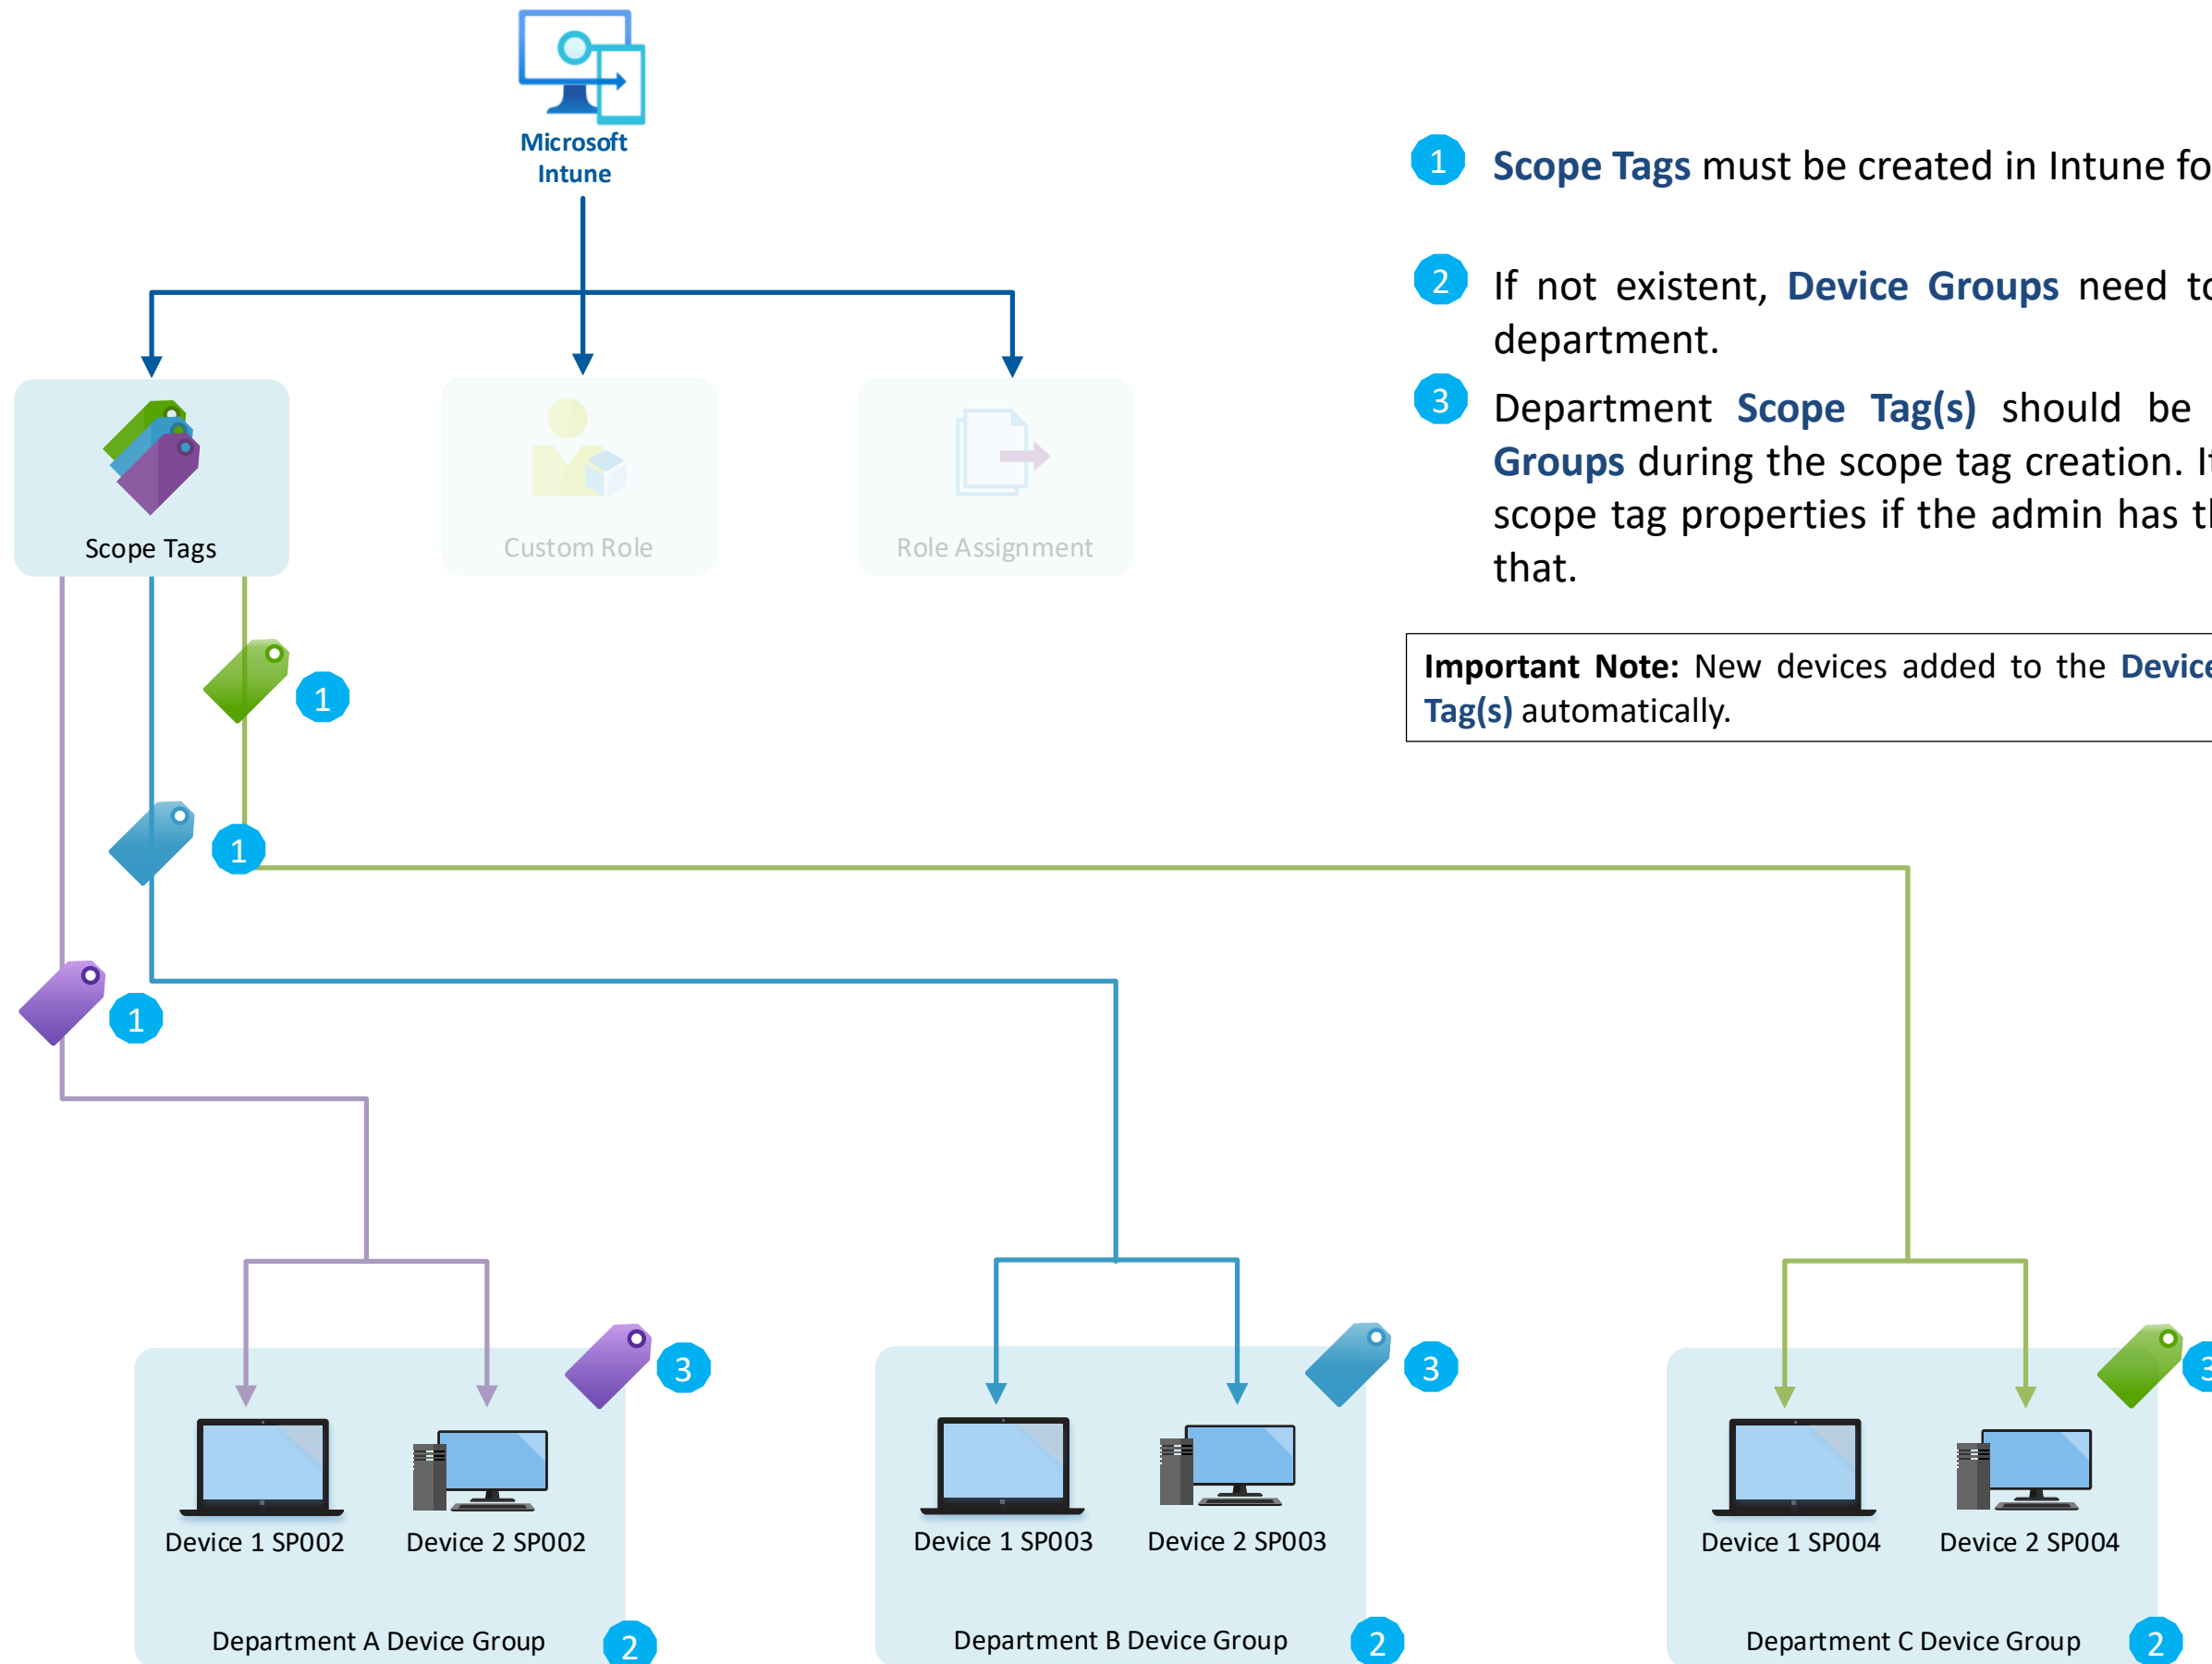 Microsoft
Intune
1 Scope Tags must be created in Intune fo
2 If not existent, Device Groups need to
department.
3 Department Scope Tag(s) should be
Groups during the scope tag creation. It
scope tag properties if the admin has th
that.
Important Note: New devices added to the Device
Tag(s) automatically.
Scope Tags
Custom Role
Role Assignment
1
1
1
3
3
3
Device 1 SP002
Device 2 SP002
Device 1 SP003
Device 2 SP003
Device 1 SP004
Device 2 SP004
Department A Device Group
2
Department B Device Group
2
Department C Device Group
2